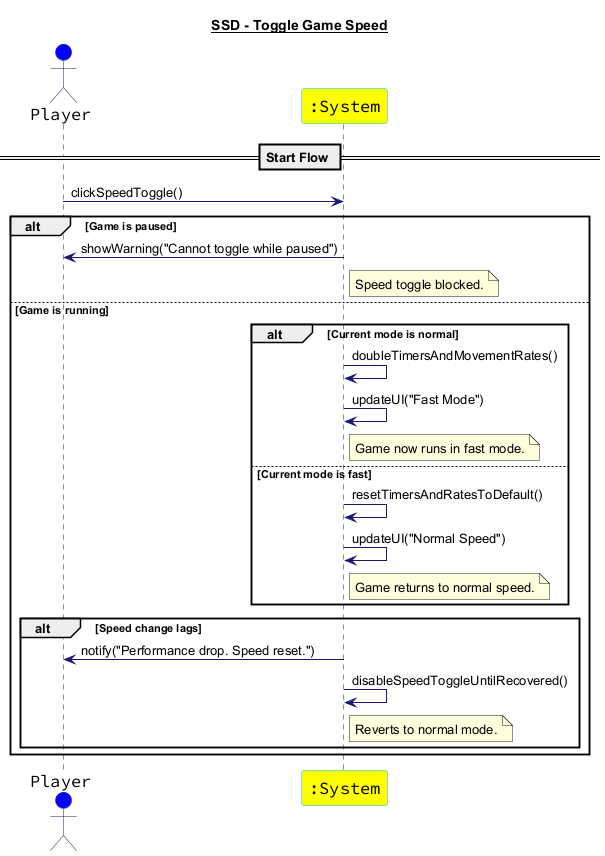 SSD - Toggle Game Speed
Player
:System
Start Flow
clickSpeedToggle()
alt [Game is paused]
showWarning("Cannot toggle while paused")
Speed toggle blocked.
[Game is running]
alt [Current mode is normal]
doubleTimersAndMovementRates()
updateUI("Fast Mode")
Game now runs in fast mode.
[Current mode is fast]
resetTimersAndRatesToDefault()
updateUI("Normal Speed")
Game returns to normal speed.
alt [Speed change lags]
notify("Performance drop. Speed reset.")
disableSpeedToggleUntilRecovered()
Reverts to normal mode.
Player
:System